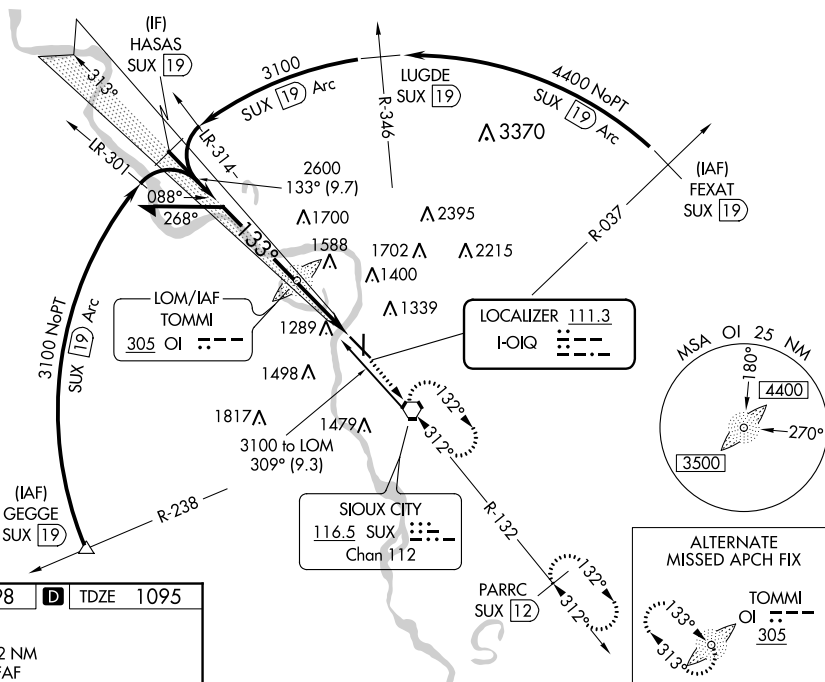 (IF)
HASAS
SUX 19
313°
3100
SUX 19 Arc
LUGDE
SUX 19
R-346
4400 NoPT
SUX 19 Arc
3370
(IAF)
FEXAT
SUX 19
R-037
LR-301
LR-314
088°
268°
2600
133° (9.7)
133°
1700
1588
2395
1702
2215
1400
1339
1289
1498
1817
1479
LOM/IAF
TOMMI
305 OI
LOCALIZER 111.3
I-OIQ
3100 NoPT
SUX 19 Arc
MSA OI 25 NM
180°
4400
270°
3500
132°
312°
3100 to LOM
309° (9.3)
(IAF)
GEGGE
SUX 19
R-238
SIOUX CITY
116.5 SUX
Chan 112
R-132
PARRC
SUX 12
132°
312°
ALTERNATE
MISSED APCH FIX
TOMMI
OI
305
133°
313°
98 D TDZE 1095
2 NM
FAF
S